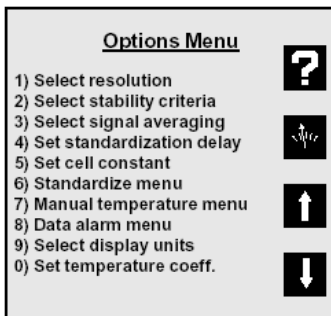 Options Menu
1) Select resolution
2) Select stability criteria
3) Select signal averaging
4) Set standardization delay
5) Set cell constant
6) Standardize menu
7) Manual temperature menu
8) Data alarm menu
9) Select display units
0) Set temperature coeff.
?